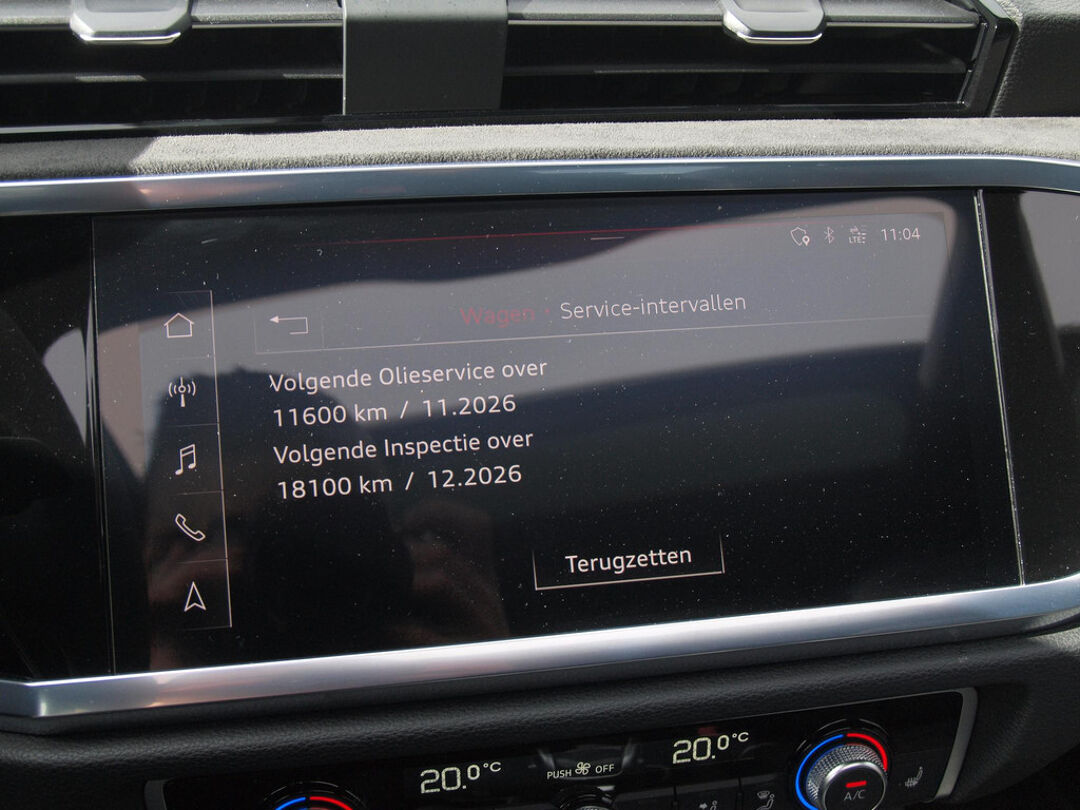 LTE
11:04
Wagen Service-intervallen
Volgende Olieservice over
11600 km / 11.2026
Volgende Inspectie over
18100 km / 12.2026
Terugzetten
20.0°C
PUSH OFF
20.0°C
A/C